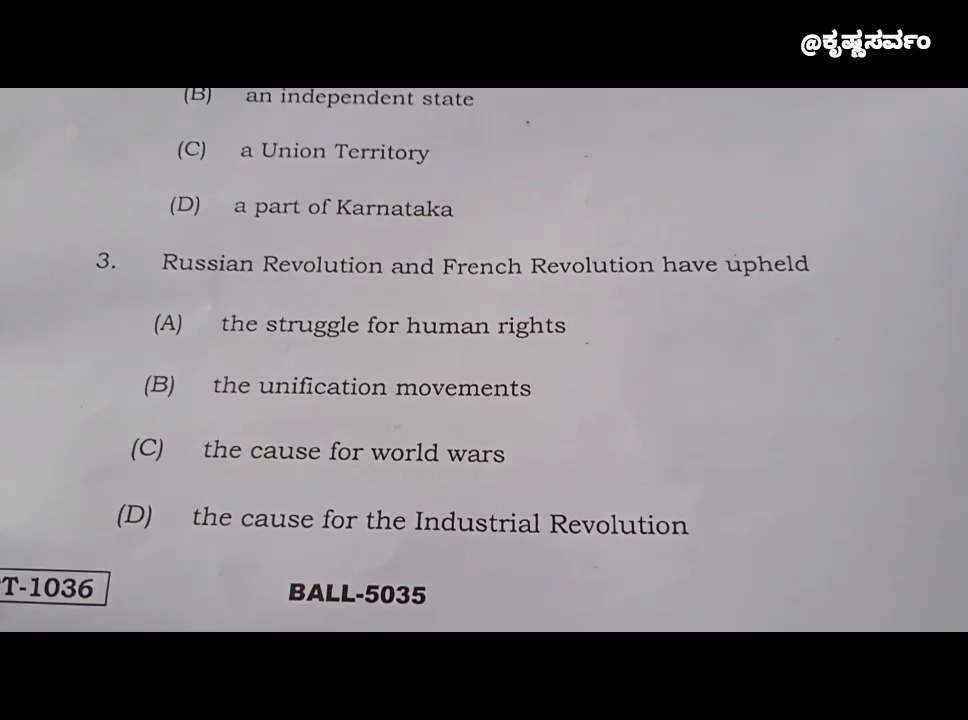 @ಕೃಷ್ಣಸರ್ವಂ
(B) an independent state
(C) a Union Territory
(D) a part of Karnataka
3. Russian Revolution and French Revolution have upheld
(A) the struggle for human rights
(B) the unification movements
(C) the cause for world wars
(D) the cause for the Industrial Revolution
T-1036
BALL-5035